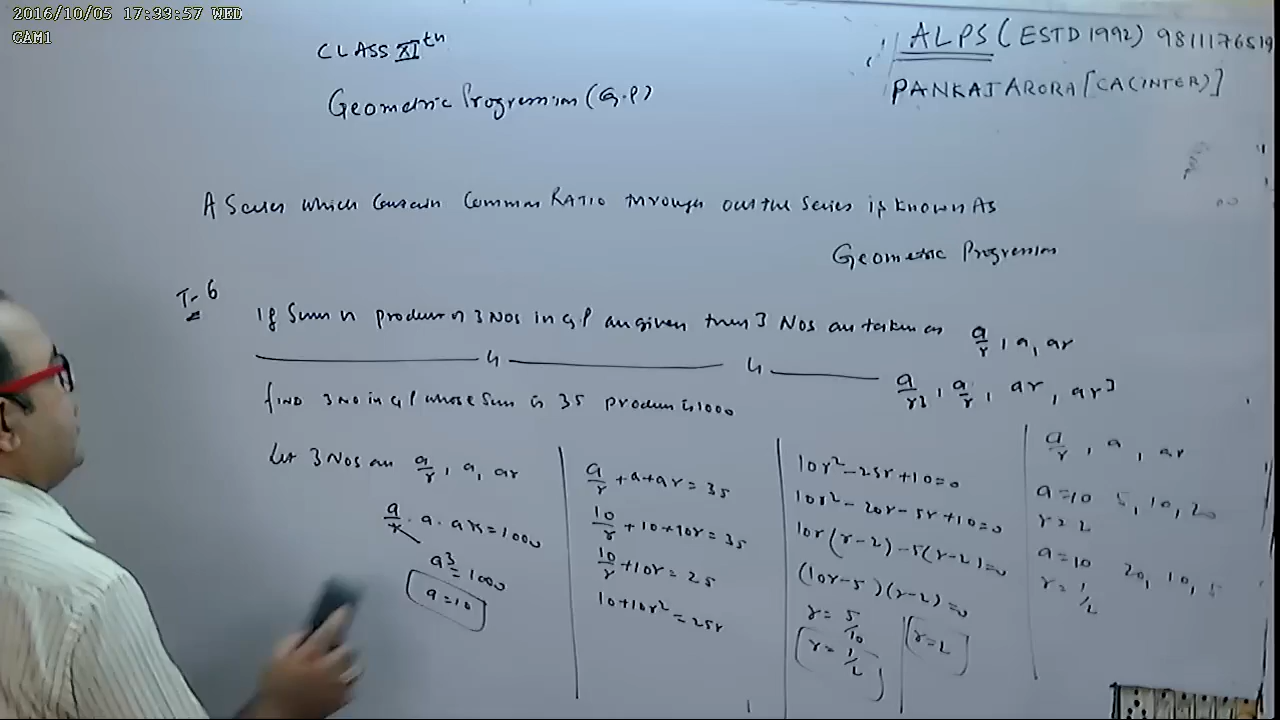 2016/10/05 17:39:57 WED
CAM1
CLASS XIth
Geometric Progression (G.P)
ALPS (ESTD 1992) 9811176519
PANKAJ ARORA [CA(INTER)]
A Series which Contain Common RATIO through out the Series is known As
Geometric Progression
T-6
If Sum n product of 3 Nos in G.P are given then 3 Nos are taken as a/r, a, ar
4 4 a/r3, a/r, ar, ar3
find 3 No in G.P whose Sum is 35 product is 1000
Let 3 Nos are a/r, a, ar
a/r . a . ar = 1000
a3 = 1000
a = 10
a/r + a + ar = 35
10/r + 10 + 10r = 35
10/r + 10r = 25
10 + 10r2 = 25r
10r2 - 25r + 10 = 0
10r2 - 20r - 5r + 10 = 0
10r(r-2) - 5(r-2) = 0
(10r-5)(r-2) = 0
r = 5/10
r = 1/2 r = 2
a/r, a, ar
a = 10 5, 10, 20
r = 2
a = 10 20, 10, 5
r = 1/2